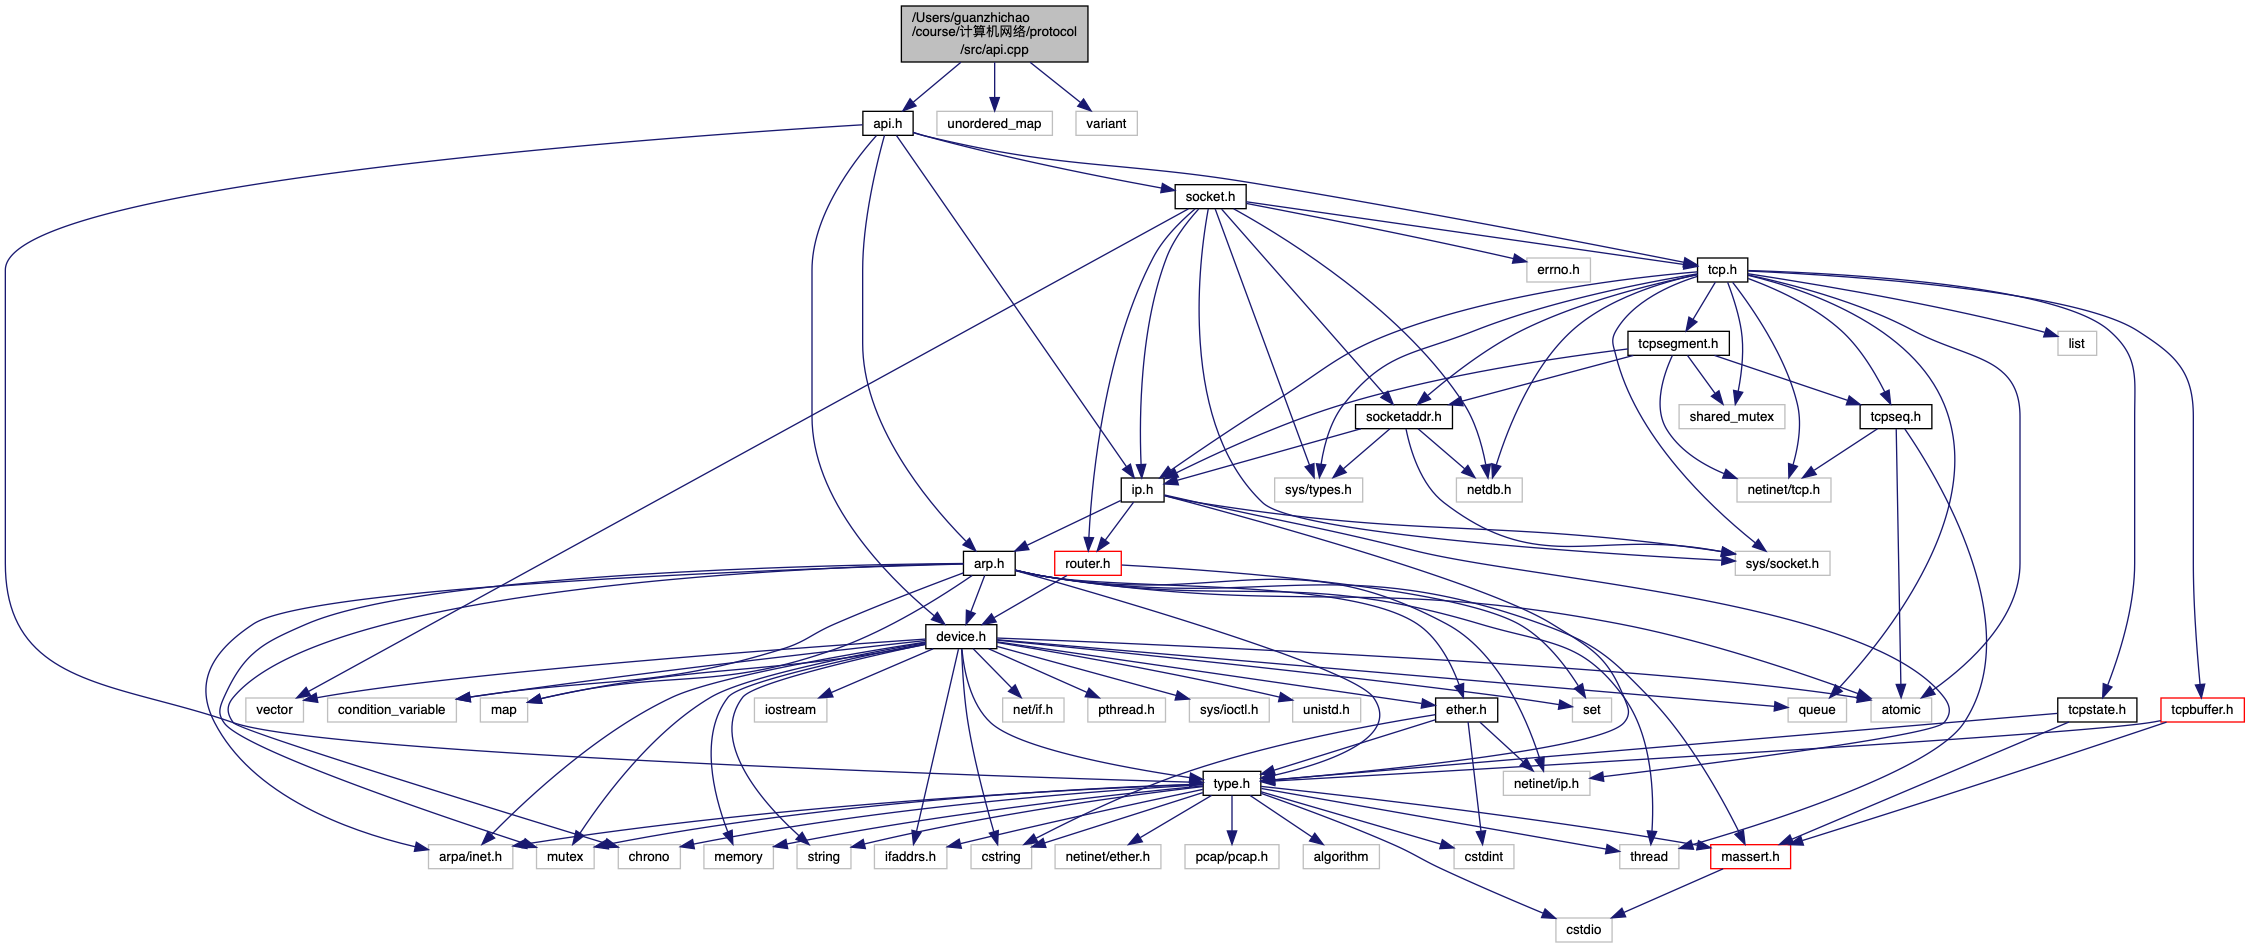 /Users/guanzhichao
/course/计算机网络/protocol
/src/api.cpp
api.h
unordered_map
variant
socket.h
errno.h
tcp.h
tcpsegment.h
list
socketaddr.h
shared_mutex
tcpseq.h
ip.h
sys/types.h
netdb.h
netinet/tcp.h
arp.h
router.h
sys/socket.h
device.h
vector
condition_variable
map
iostream
net/if.h
pthread.h
sys/ioctl.h
unistd.h
ether.h
set
queue
atomic
tcpstate.h
tcpbuffer.h
type.h
netinet/ip.h
arpa/inet.h
mutex
chrono
memory
string
ifaddrs.h
cstring
netinet/ether.h
pcap/pcap.h
algorithm
cstdint
thread
massert.h
cstdio